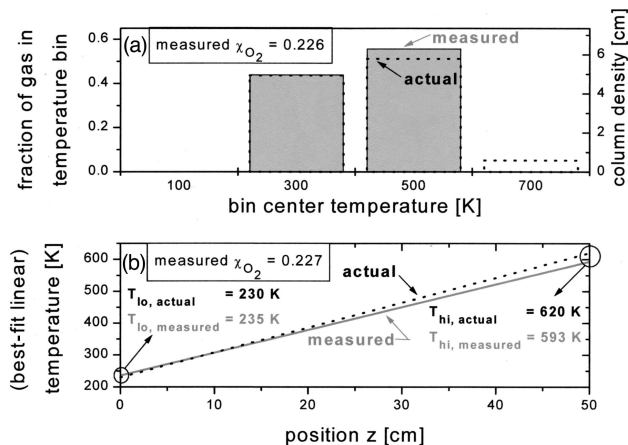 (a)
measured χO2 = 0.226
measured
actual
0.6
0.4
0.2
0.0
6
4
2
0
fraction of gas in
temperature bin
column density [cm]
100 300 500 700
bin center temperature [K]
(b)
measured χO2 = 0.227
Tlo, actual = 230 K
Tlo, measured = 235 K
actual
measured
Thi, actual = 620 K
Thi, measured = 593 K
600
500
400
300
200
(best-fit linear)
temperature [K]
0 10 20 30 40 50
position z [cm]